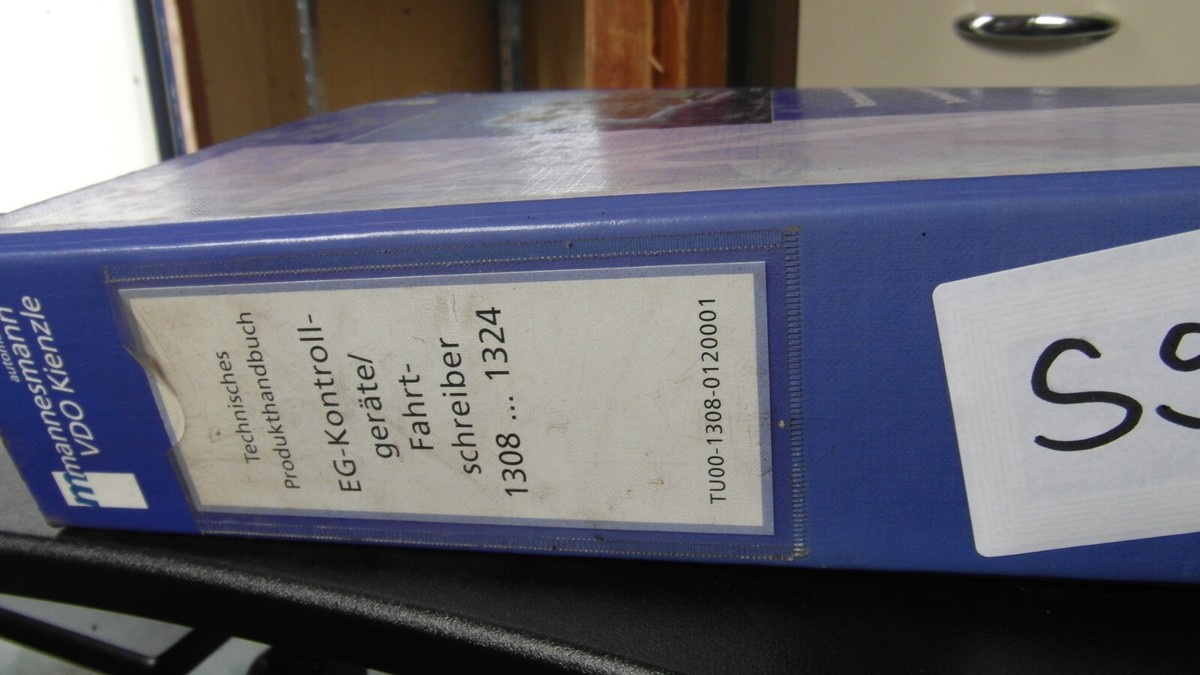 mannesmann
VDO Kienzle
Technisches
Produkthandbuch
EG-Kontroll-
geräte/
Fahrt-
schreiber
1308 ... 1324
TU00-1308-0120001
S